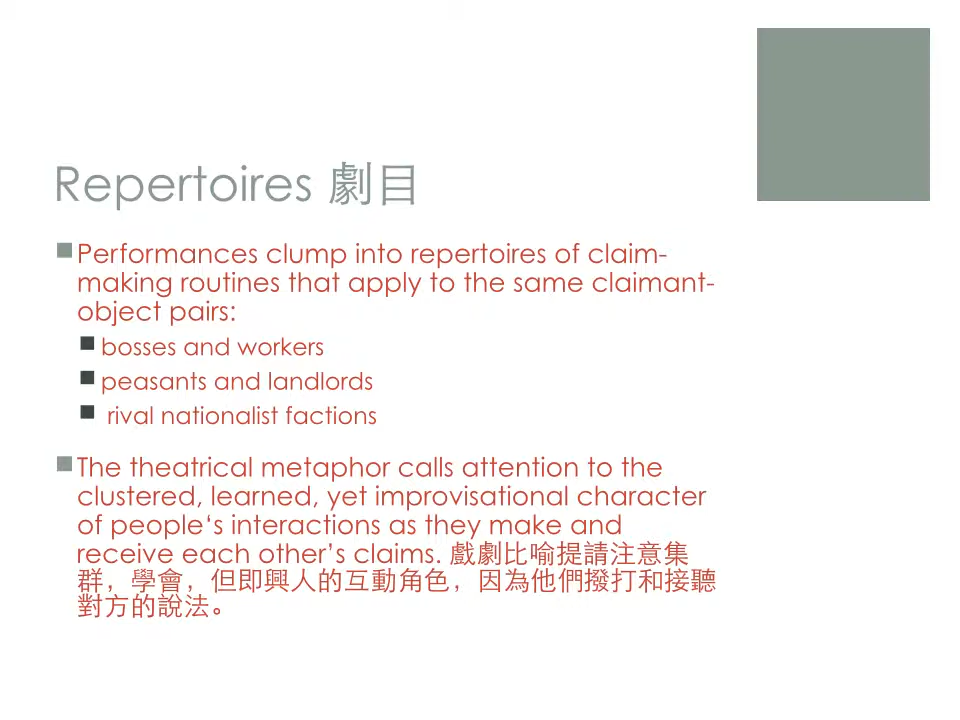 Repertoires 劇目
Performances clump into repertoires of claim-
making routines that apply to the same claimant-
object pairs:
bosses and workers
peasants and landlords
rival nationalist factions
The theatrical metaphor calls attention to the
clustered, learned, yet improvisational character
of people‘s interactions as they make and
receive each other’s claims. 戲劇比喻提請注意集
群，學會，但即興人的互動角色，因為他們撥打和接聽
對方的說法。